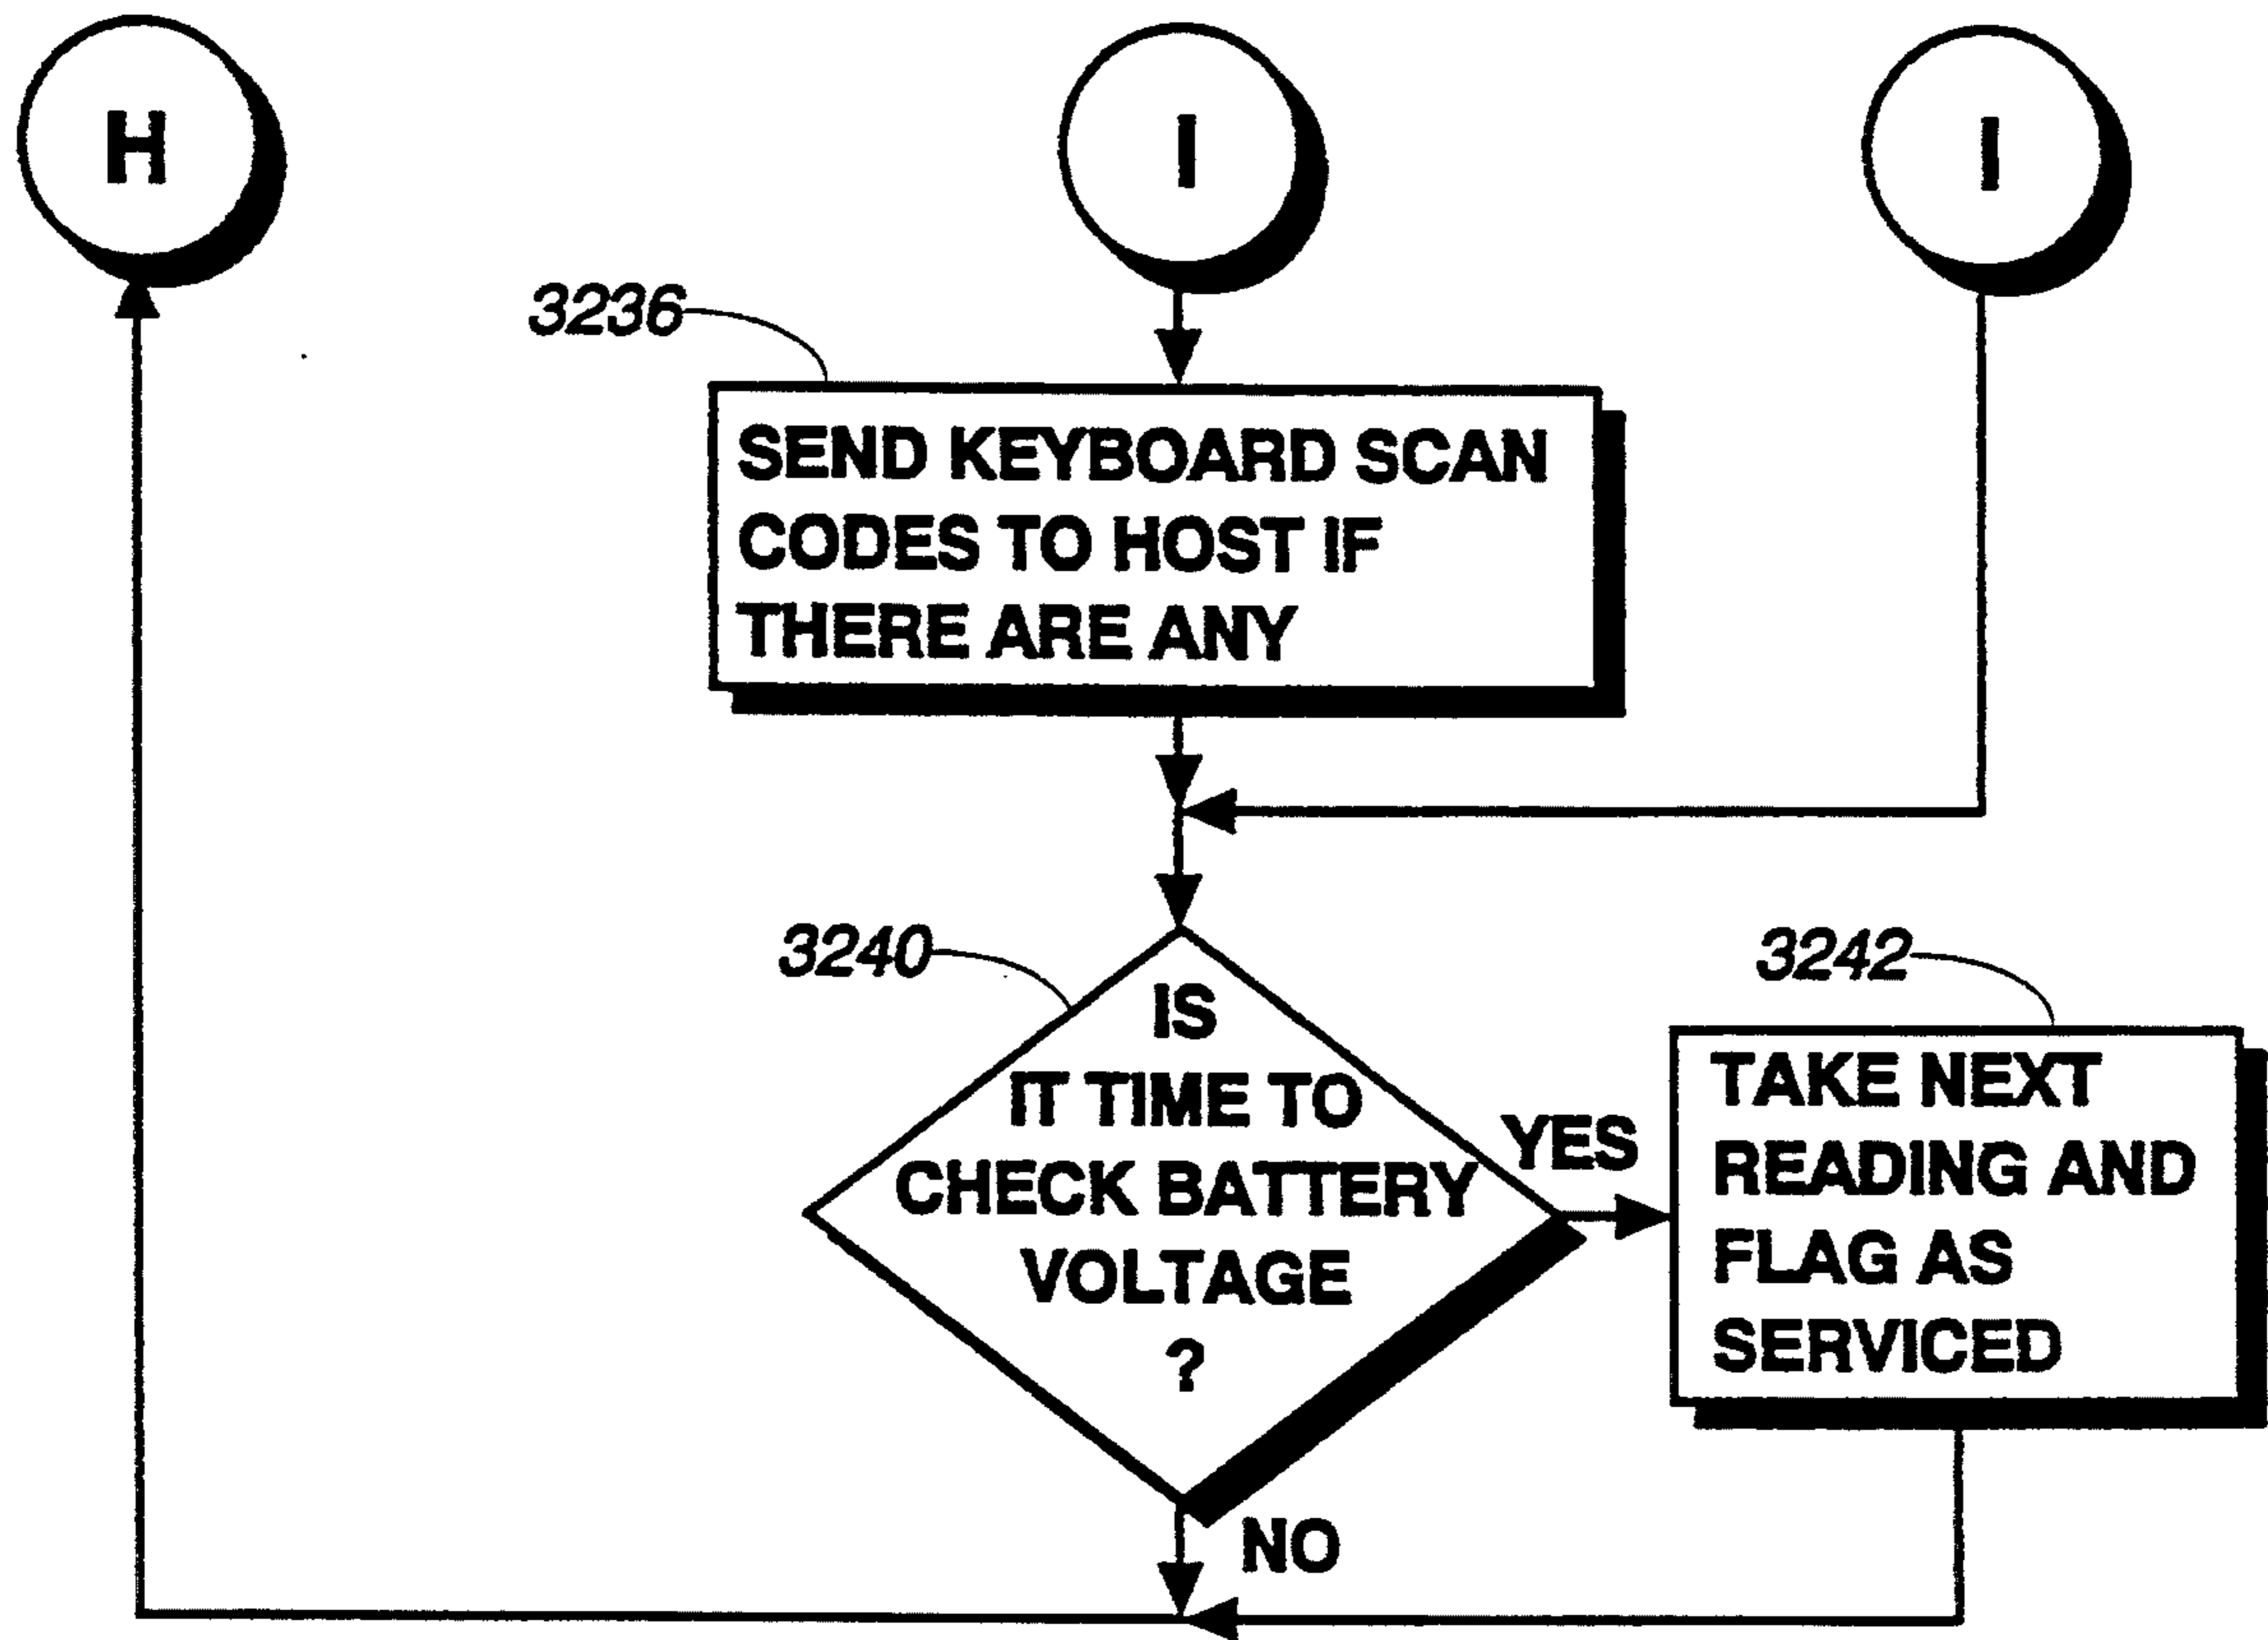 H
I
I
3236
SEND KEYBOARD SCAN
CODES TO HOST IF
THERE ARE ANY
3240
IS
IT TIME TO
CHECK BATTERY
VOLTAGE
?
YES
NO
3242
TAKE NEXT
READING AND
FLAG AS
SERVICED